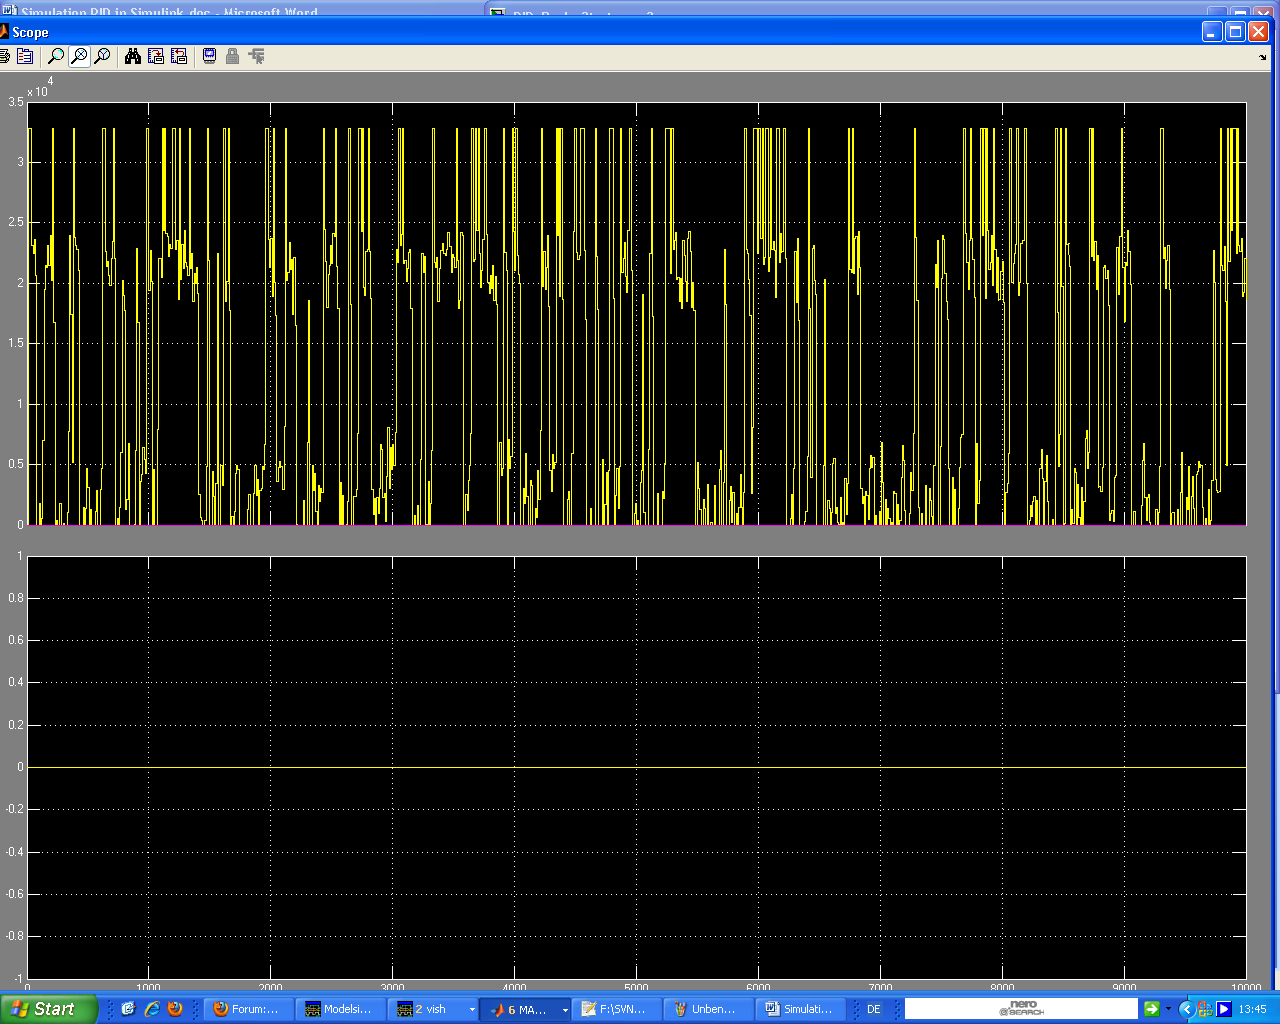 Simulation PID in Simulink.doc - Microsoft Word
Scope
x10 4
3.5
3
2.5
2
1.5
1
0.5
0
1
0.8
0.6
0.4
0.2
0
-0.2
-0.4
-0.6
-0.8
-1
0 1000 2000 3000 4000 5000 6000 7000 8000 9000 10000
Start
Forum:...
Modelsi...
2 vish
6 MA...
F:\SVN...
Unben...
Simulati...
DE
nero
SEARCH
13:45